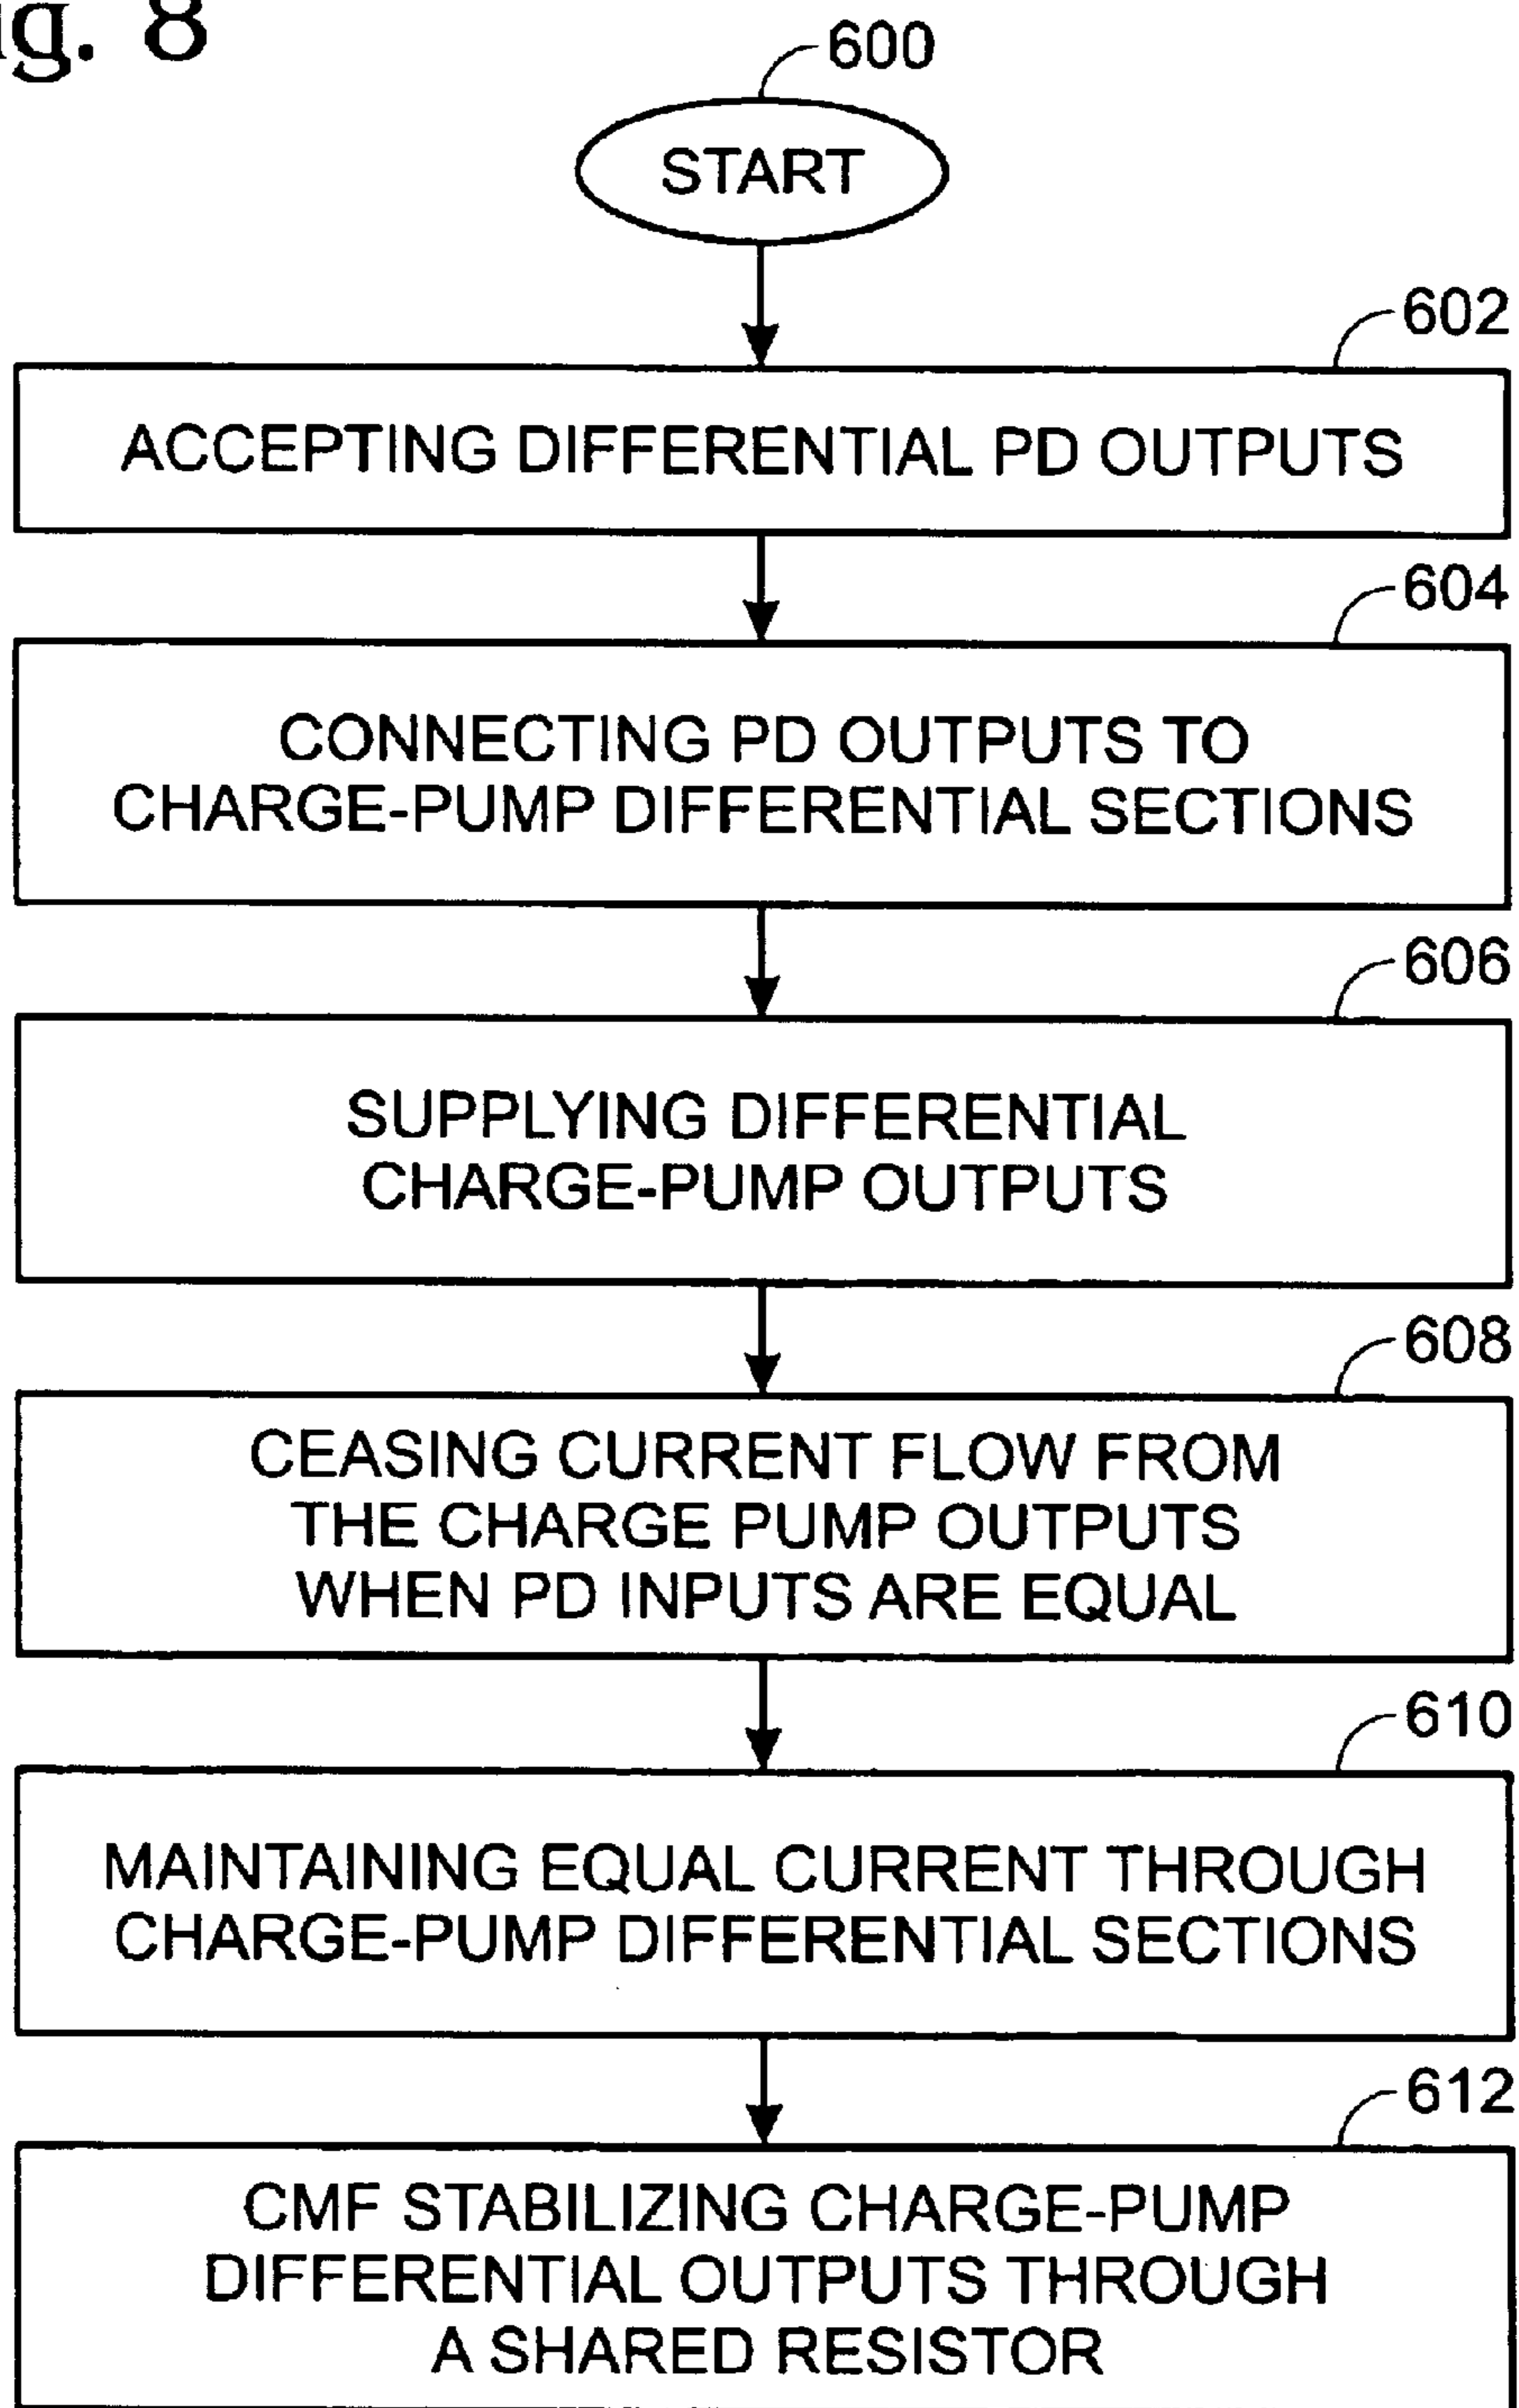 g. 8
600
START
602
ACCEPTING DIFFERENTIAL PD OUTPUTS
604
CONNECTING PD OUTPUTS TO
CHARGE-PUMP DIFFERENTIAL SECTIONS
606
SUPPLYING DIFFERENTIAL
CHARGE-PUMP OUTPUTS
608
CEASING CURRENT FLOW FROM
THE CHARGE PUMP OUTPUTS
WHEN PD INPUTS ARE EQUAL
610
MAINTAINING EQUAL CURRENT THROUGH
CHARGE-PUMP DIFFERENTIAL SECTIONS
612
CMF STABILIZING CHARGE-PUMP
DIFFERENTIAL OUTPUTS THROUGH
A SHARED RESISTOR